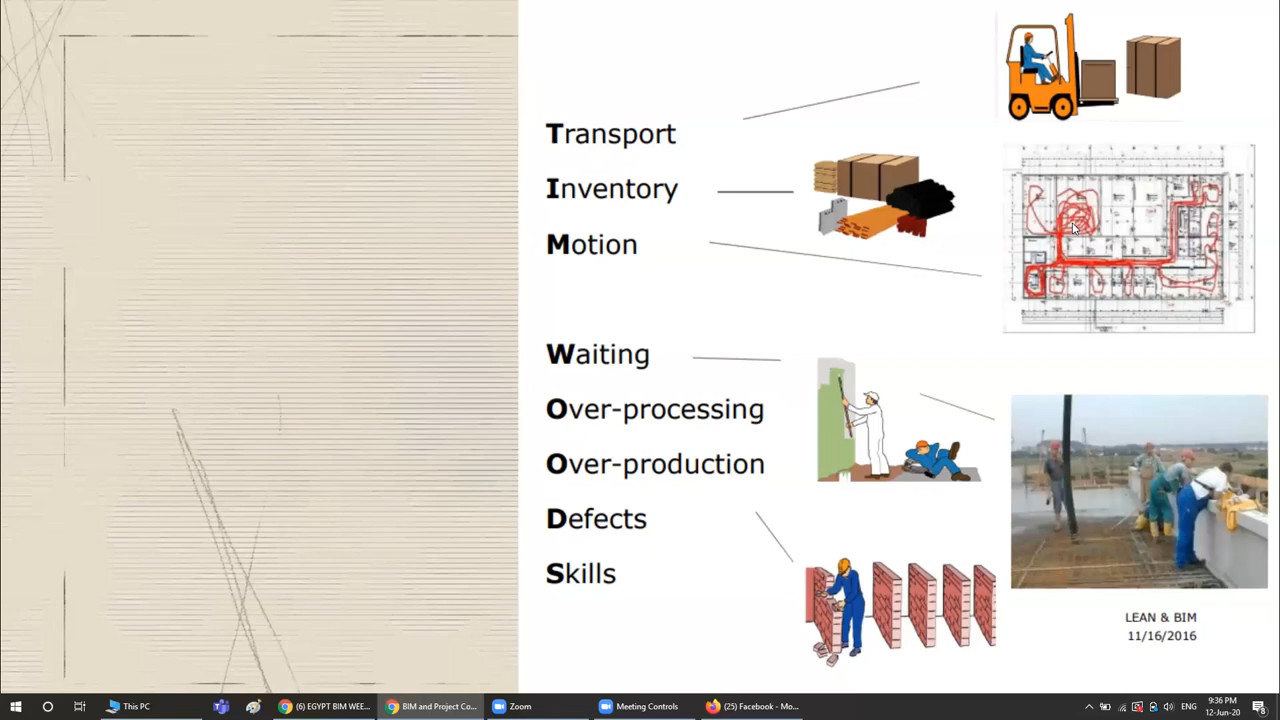 Transport
Inventory
Motion
Waiting
Over-processing
Over-production
Defects
Skills
LEAN & BIM
11/16/2016
This PC
(6) EGYPT BIM WEE...
BIM and Project Co...
Zoom
Meeting Controls
(25) Facebook - Mo...
ENG
9:36 PM
12-Jun-20